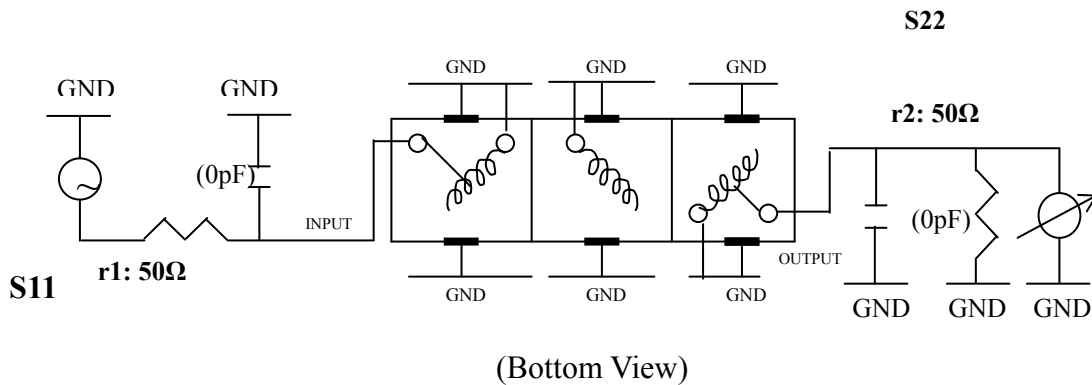 S22
GND
GND
GND
GND
GND
r2: 50Ω
(0pF)
(0pF)
INPUT
r1: 50Ω
OUTPUT
S11
GND
GND
GND
GND
GND
GND
(Bottom View)